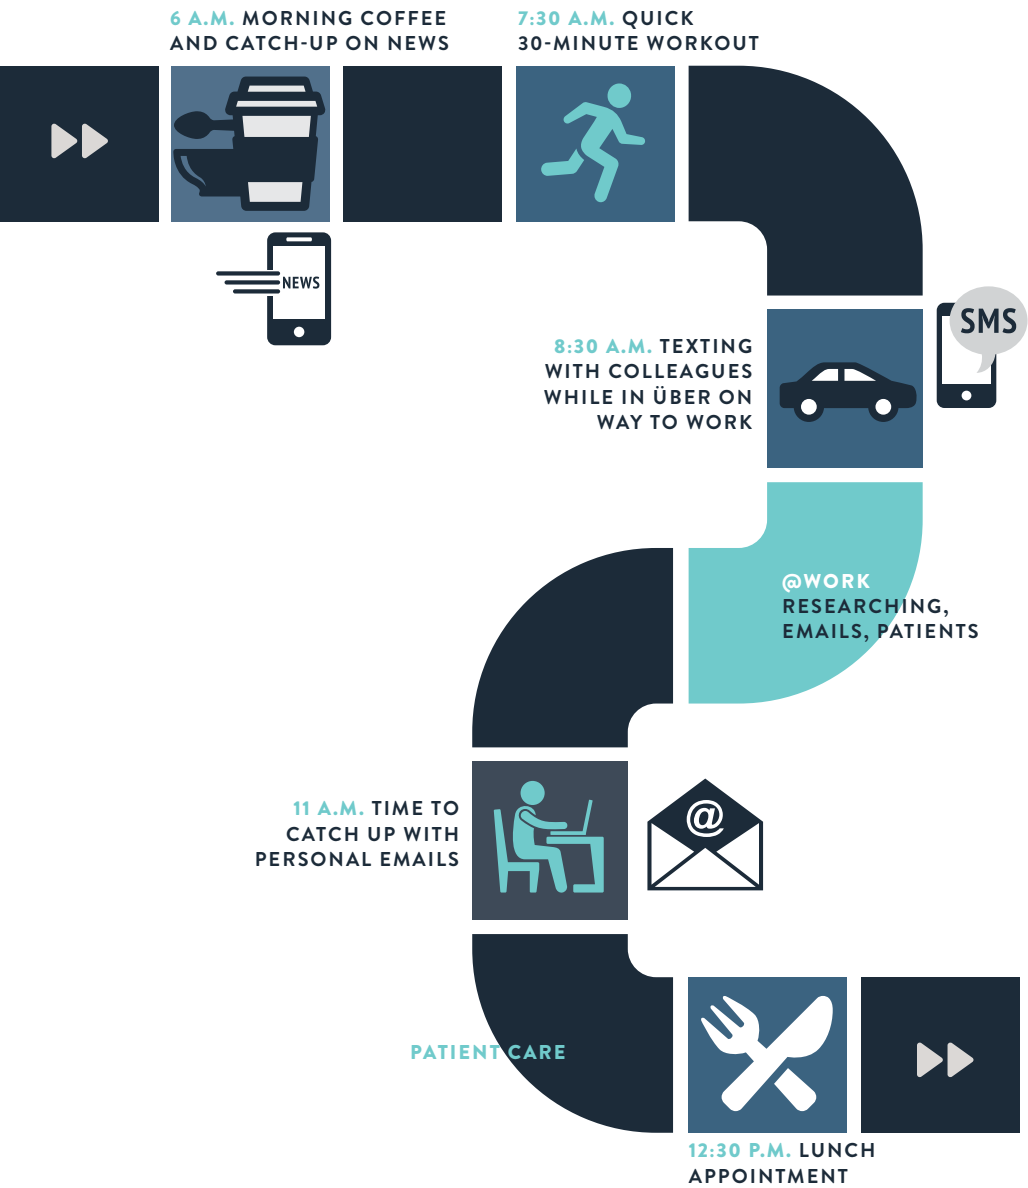 6 A.M. MORNING COFFEE
AND CATCH-UP ON NEWS
7:30 A.M. QUICK
30-MINUTE WORKOUT
NEWS
SMS
8:30 A.M. TEXTING
WITH COLLEAGUES
WHILE IN ÜBER ON
WAY TO WORK
@WORK
RESEARCHING,
EMAILS, PATIENTS
11 A.M. TIME TO
CATCH UP WITH
PERSONAL EMAILS
@
PATIENT CARE
12:30 P.M. LUNCH
APPOINTMENT